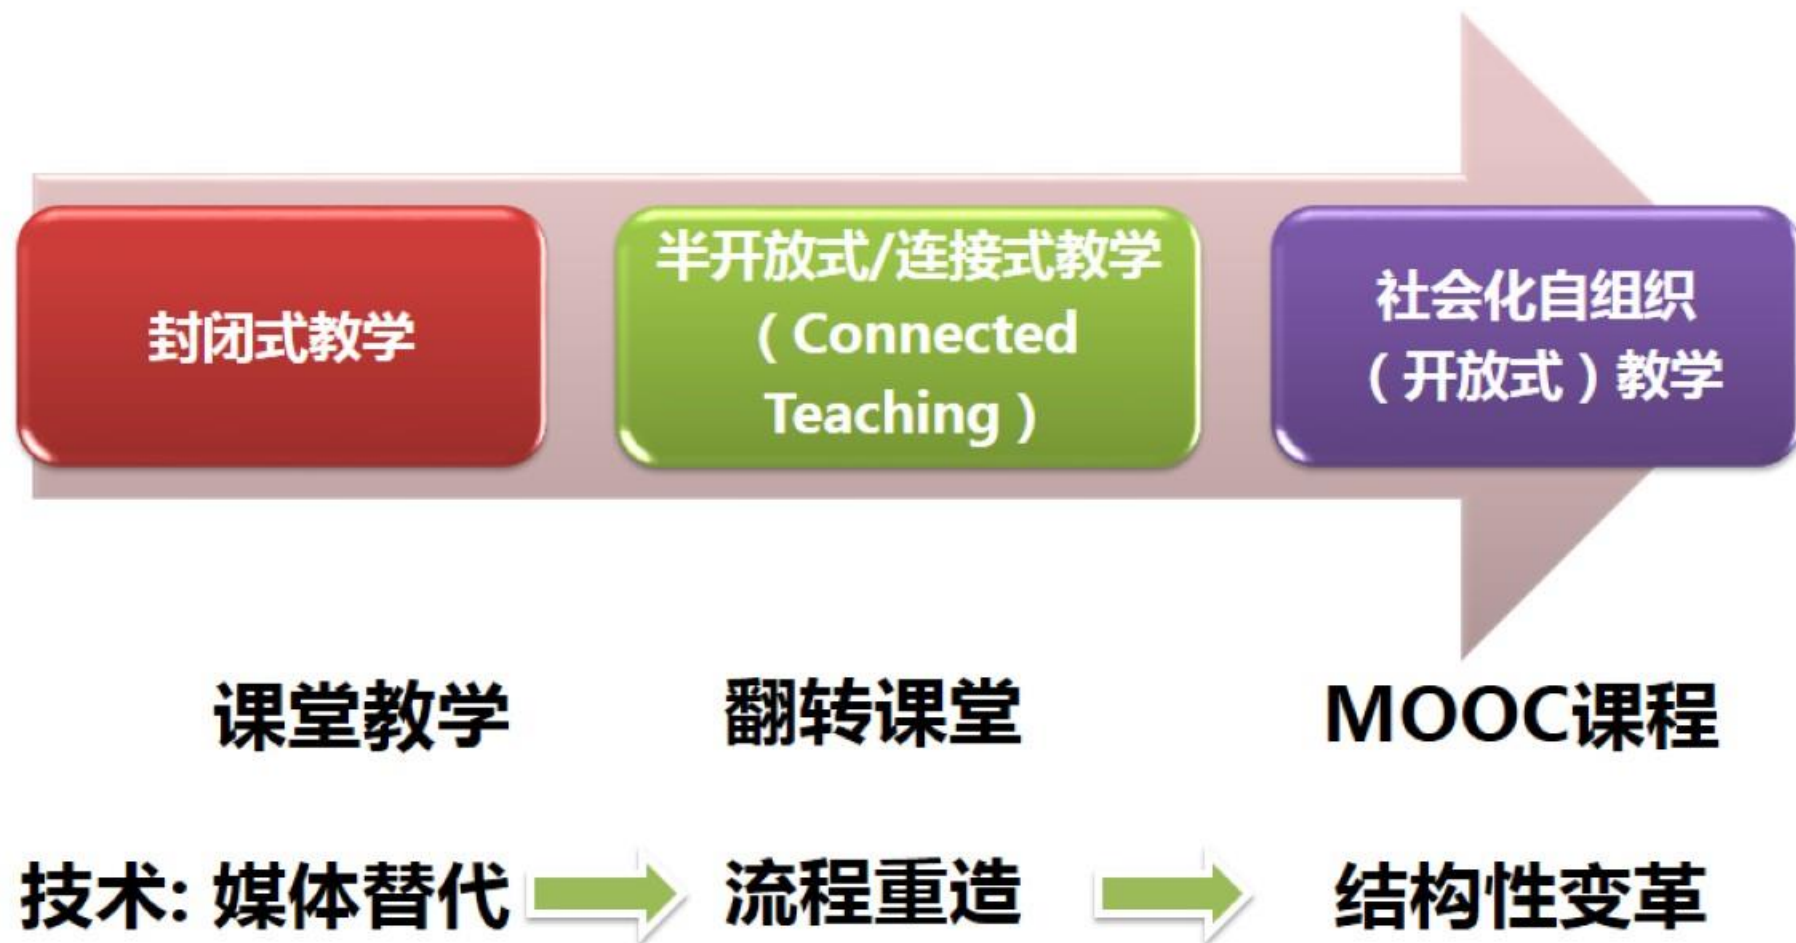 封闭式教学
半开放式/连接式教学
（Connected
Teaching）
社会化自组织
（开放式）教学
课堂教学
翻转课堂
MOOC课程
技术: 媒体替代
流程重造
结构性变革